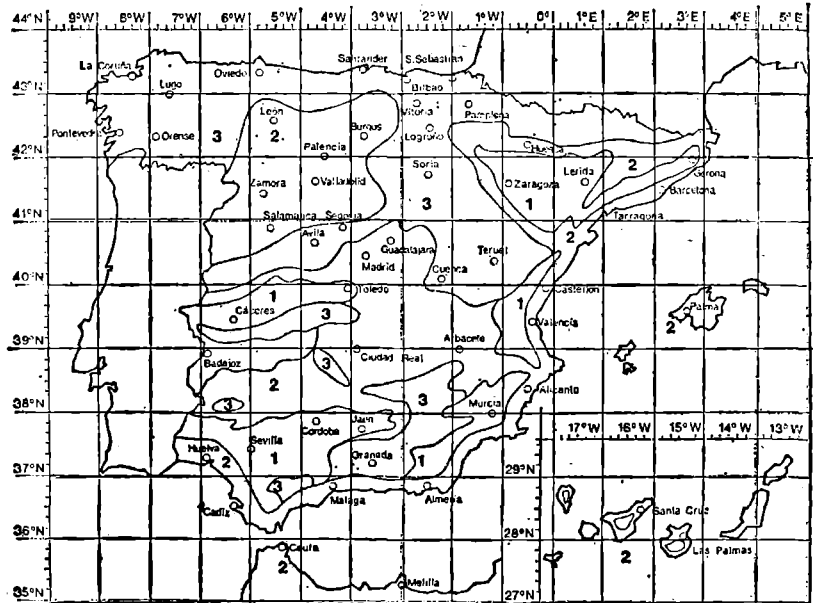 44°N 9°W 8°W 7°W 6°W 5°W 4°W 3°W 2°W 1°W 0° 1°E 2°E 3°E
La Coruña Oviedo Santander S.Sebastián
43°N Lugo Bilbao
León Vitoria Pamplona
Pontevedra Orense 3 2 Burgos Logroño
42°N Palencia Huesca
Soria Gerona
Zamora Valladolid Zaragoza Lerida 2 Barcelona
3 1
41°N Salamanca Segovia Tarragona
Avila Guadalajara Teruel 2
Madrid
40°N Cuenca
1 Toledo 1 Castellón
Cáceres 3 Valencia Palma
2
39°N Badajoz Ciudad Real Albacete
2 3 Alicante
3 3 Murcia
38°N
Córdoba Jaén 17°W 16°W 15°W 14°W 13°W
Huelva Sevilla
2 1 Granada 1
37°N 3 29°N
Cadiz Málaga Almería
Santa Cruz
36°N 28°N
Ceuta 2 Las Palmas
2 Melilla
35°N 27°N